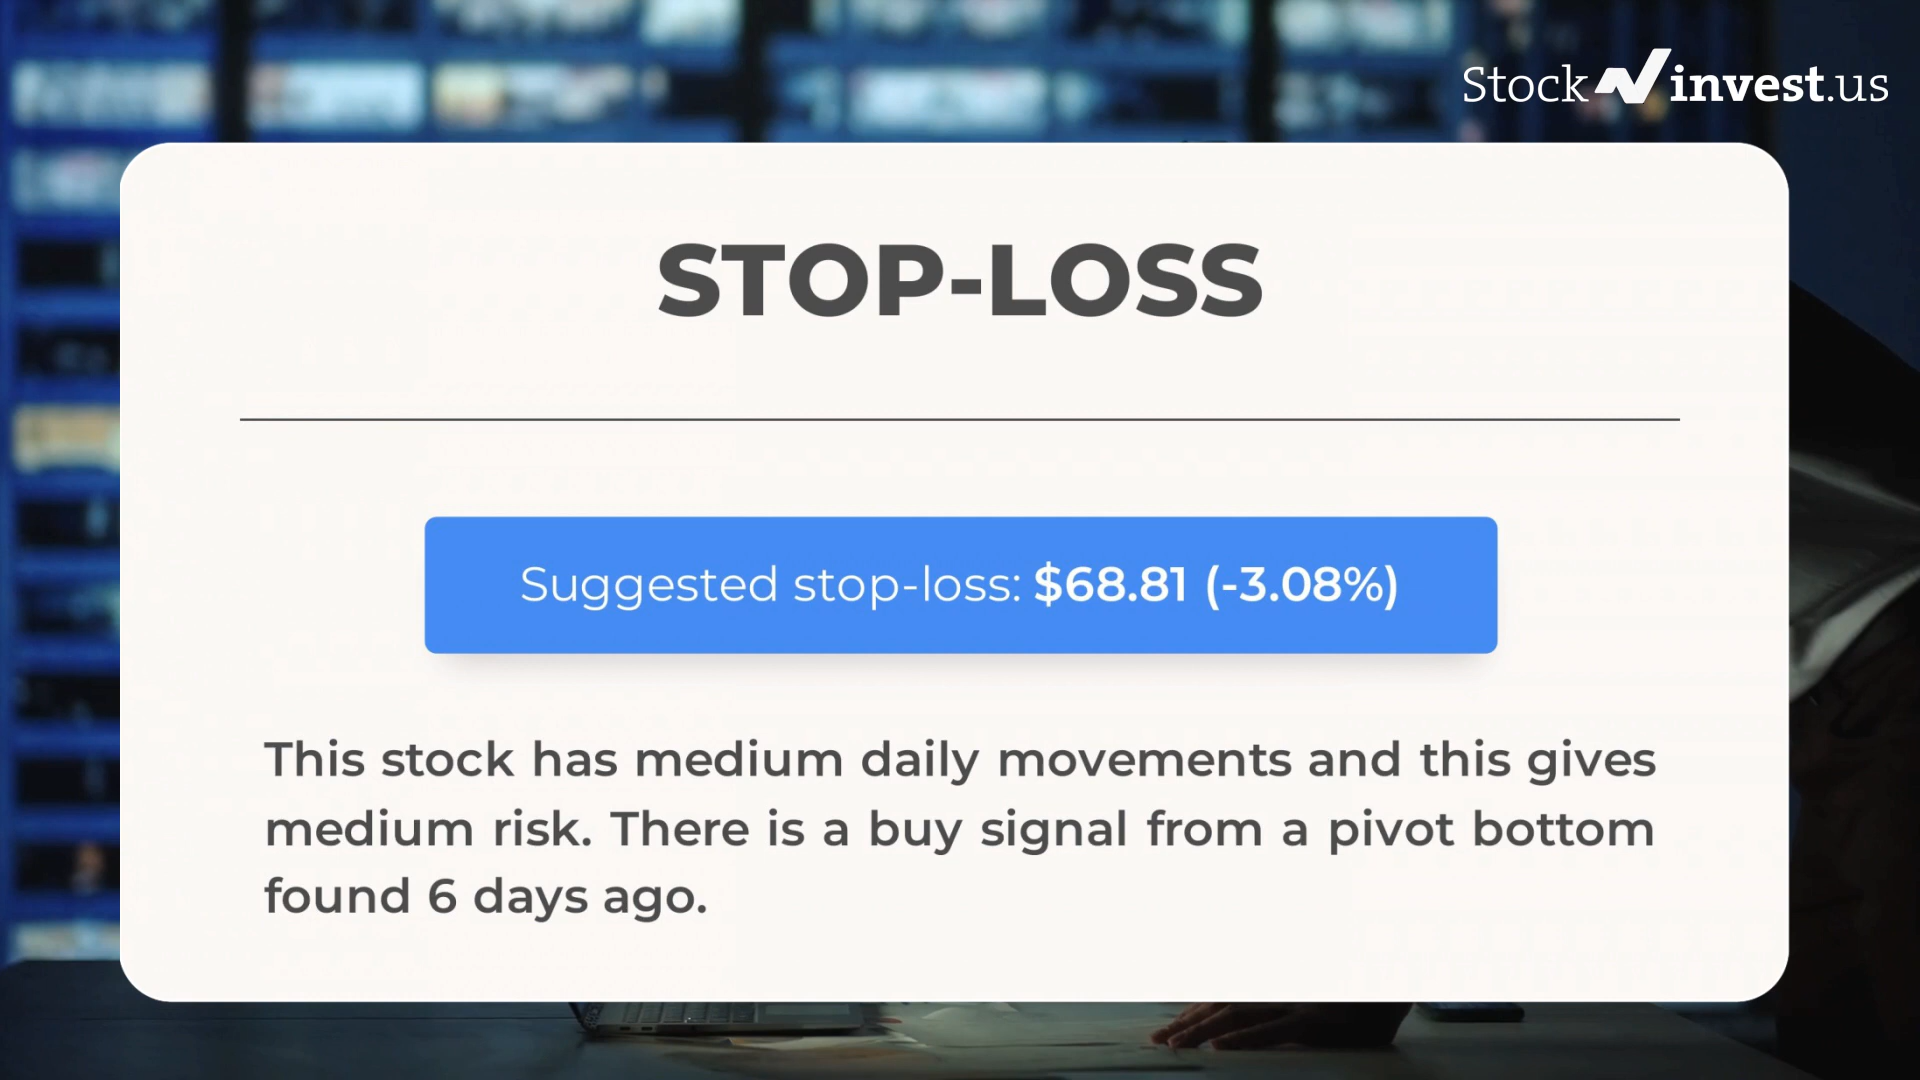 Stock invest.us
STOP-LOSS
Suggested stop-loss: $68.81 (-3.08%)
This stock has medium daily movements and this gives
medium risk. There is a buy signal from a pivot bottom
found 6 days ago.